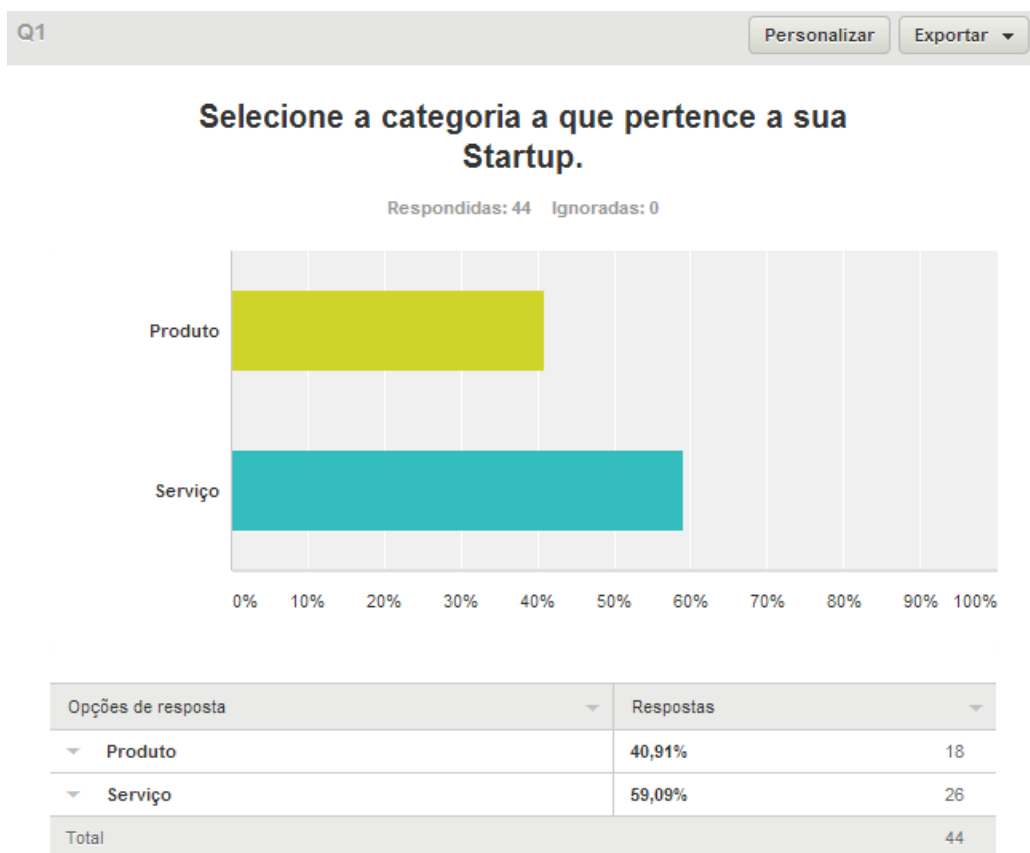 Q1 Personalizar Exportar
Selecione a categoria a que pertence a sua
Startup.
Respondidas: 44 Ignoradas: 0
Produto
Serviço
0% 10% 20% 30% 40% 50% 60% 70% 80% 90% 100%
Opções de resposta Respostas
Produto 40,91% 18
Serviço 59,09% 26
Total 44